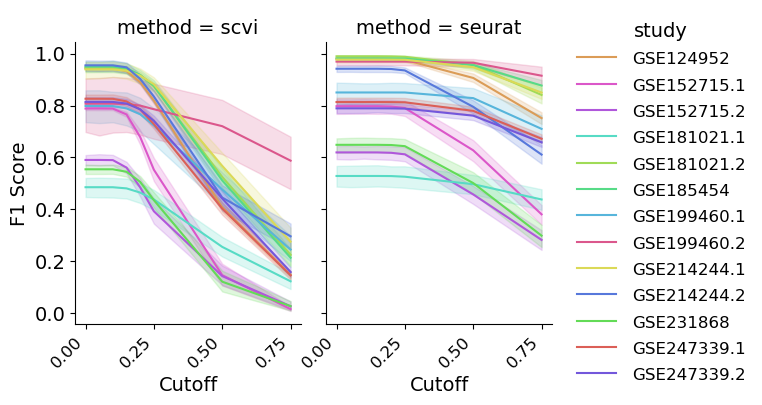 method = scvi
method = seurat
study
GSE124952
GSE152715.1
GSE152715.2
GSE181021.1
GSE181021.2
GSE185454
GSE199460.1
GSE199460.2
GSE214244.1
GSE214244.2
GSE231868
GSE247339.1
GSE247339.2
F1 Score
1.0
0.8
0.6
0.4
0.2
0.0
0.00
0.25
0.50
0.75
0.00
0.25
0.50
0.75
Cutoff
Cutoff